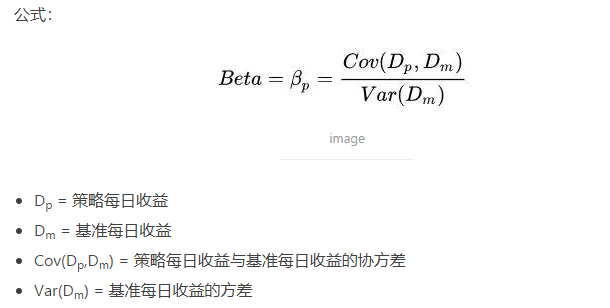 公式：
Beta = β_p = Cov(D_p, D_m) / Var(D_m)
image
• D_p = 策略每日收益
• D_m = 基准每日收益
• Cov(D_p,D_m) = 策略每日收益与基准每日收益的协方差
• Var(D_m) = 基准每日收益的方差